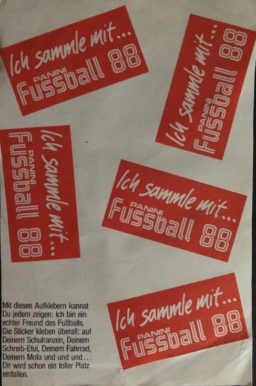 Ich sammle mit...
PANINI
Fussball 88
Ich sammle mit...
PANINI
Fussball 88
Ich sammle mit...
PANINI
Fussball 88
Ich sammle mit...
PANINI
Fussball 88
Ich sammle mit...
PANINI
Fussball 88
Mit diesen Aufklebern kannst
Du jedem zeigen: Ich bin ein
echter Freund des Fußballs.
Die Sticker kleben überall: auf
Deinem Schulranzen, Deinem
Schreib-Etui, Deinem Fahrrad,
Deinem Mofa und und und...
Dir wird schon ein toller Platz
einfallen.